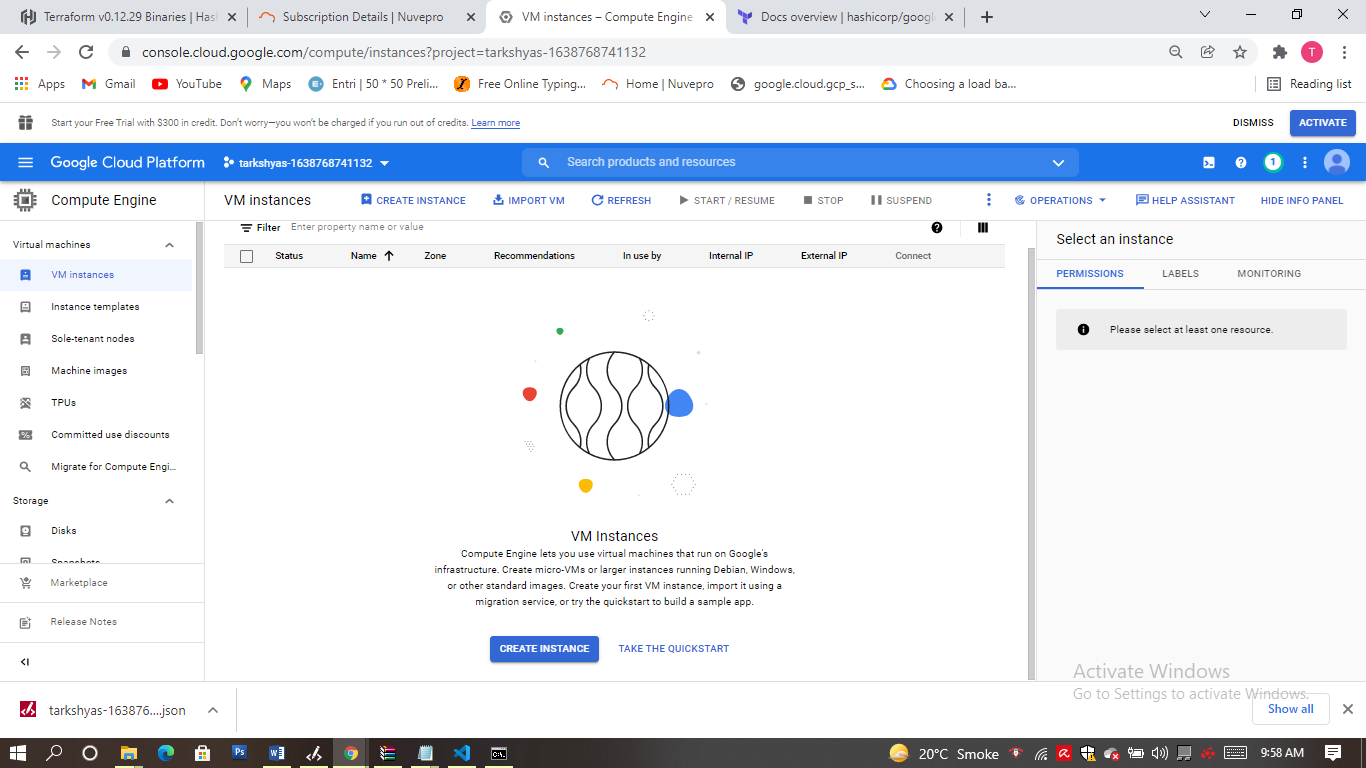 Terraform v0.12.29 Binaries | Has
Subscription Details | Nuvepro
VM instances – Compute Engine
Docs overview | hashicorp/googl
console.cloud.google.com/compute/instances?project=tarkshyas-1638768741132
T
Apps
Gmail
YouTube
Maps
Entri | 50 * 50 Preli...
Free Online Typing...
Home | Nuvepro
google.cloud.gcp_s...
Choosing a load ba...
Reading list
Start your Free Trial with $300 in credit. Don't worry—you won't be charged if you run out of credits. Learn more
DISMISS
ACTIVATE
Google Cloud Platform
tarkshyas-1638768741132
Search products and resources
1
Compute Engine
VM instances
CREATE INSTANCE
IMPORT VM
REFRESH
START / RESUME
STOP
SUSPEND
OPERATIONS
HELP ASSISTANT
HIDE INFO PANEL
Virtual machines
VM instances
Instance templates
Sole-tenant nodes
Machine images
TPUs
Committed use discounts
Migrate for Compute Engi...
Storage
Disks
Snapshots
Marketplace
Release Notes
Filter
Enter property name or value
Status
Name
Zone
Recommendations
In use by
Internal IP
External IP
Connect
VM Instances
Compute Engine lets you use virtual machines that run on Google's
infrastructure. Create micro-VMs or larger instances running Debian, Windows,
or other standard images. Create your first VM instance, import it using a
migration service, or try the quickstart to build a sample app.
CREATE INSTANCE
TAKE THE QUICKSTART
Select an instance
PERMISSIONS
LABELS
MONITORING
Please select at least one resource.
Activate Windows
Go to Settings to activate Windows.
tarkshyas-163876....json
Show all
20°C Smoke
9:58 AM